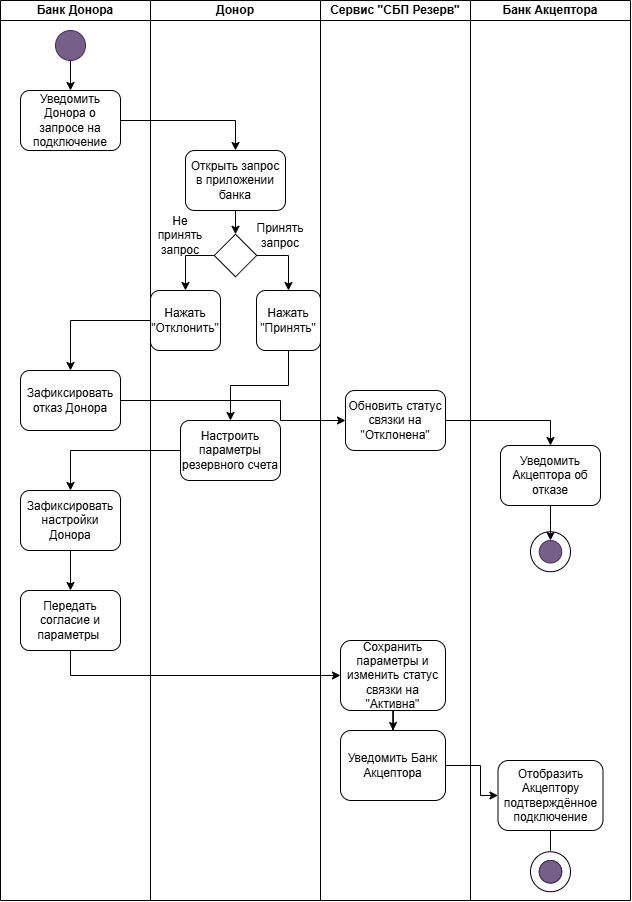 Банк Донора
Донор
Сервис "СБП Резерв"
Банк Акцептора
Уведомить
Донора о
запросе на
подключение
Открыть запрос
в приложении
банка
Не
принять
запрос
Принять
запрос
Нажать
"Отклонить"
Нажать
"Принять"
Зафиксировать
отказ Донора
Обновить статус
связки на
"Отклонена"
Настроить
параметры
резервного счета
Уведомить
Акцептора об
отказе
Зафиксировать
настройки
Донора
Передать
согласие и
параметры
Сохранить
параметры и
изменить статус
связки на
"Активна"
Уведомить Банк
Акцептора
Отобразить
Акцептору
подтверждённое
подключение